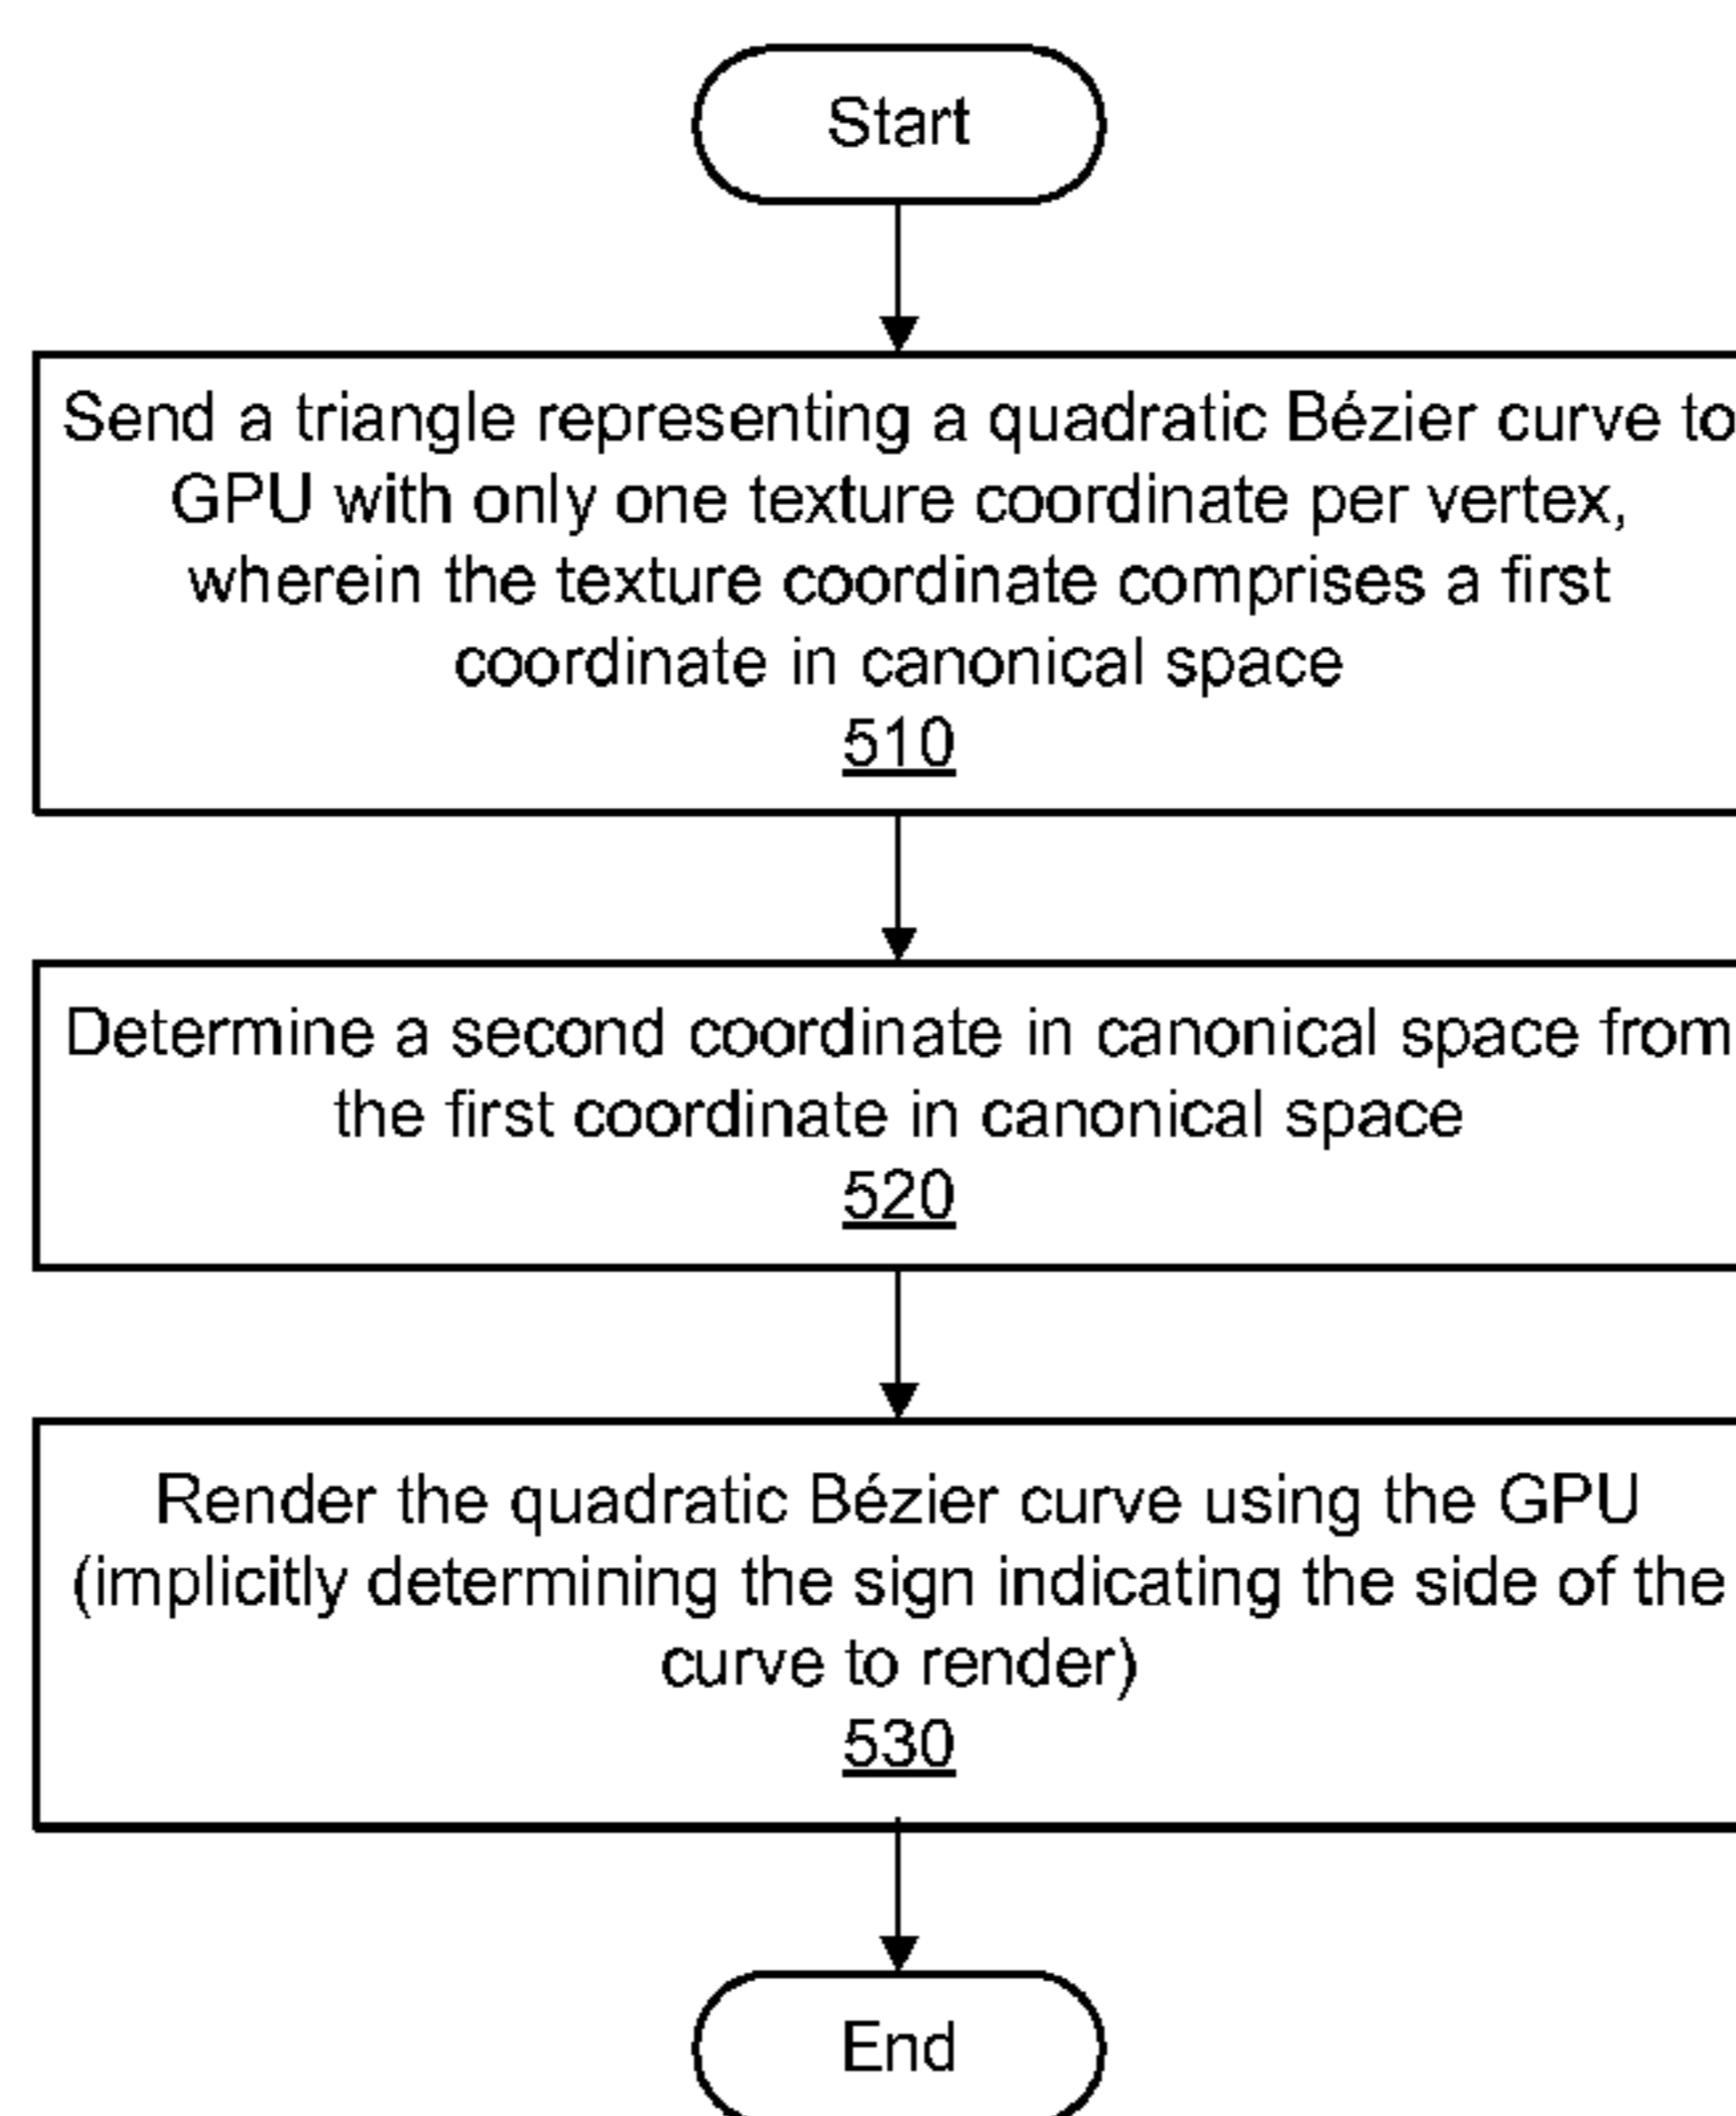 Start
Send a triangle representing a quadratic Bézier curve to
GPU with only one texture coordinate per vertex,
wherein the texture coordinate comprises a first
coordinate in canonical space
510
Determine a second coordinate in canonical space from
the first coordinate in canonical space
520
Render the quadratic Bézier curve using the GPU
(implicitly determining the sign indicating the side of the
curve to render)
530
End